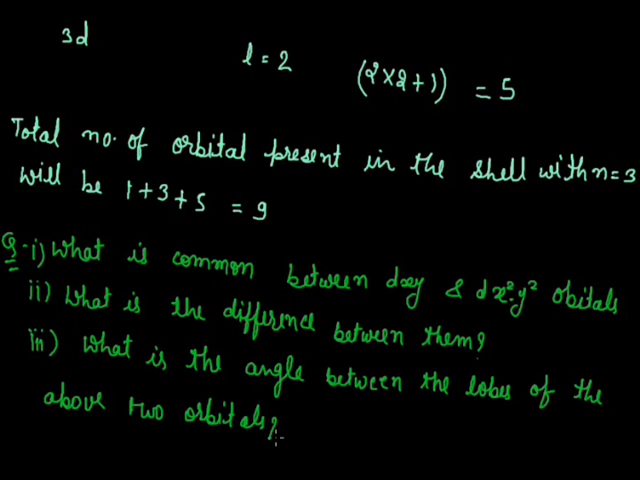 3d l = 2 (2×2+1) = 5
Total no. of orbital present in the shell with n=3
will be 1+3+5 = 9
Q-i) What is common between dxy & dx²-y² obitals
ii) What is the difference between them?
iii) What is the angle between the lobes of the
above two orbitals?